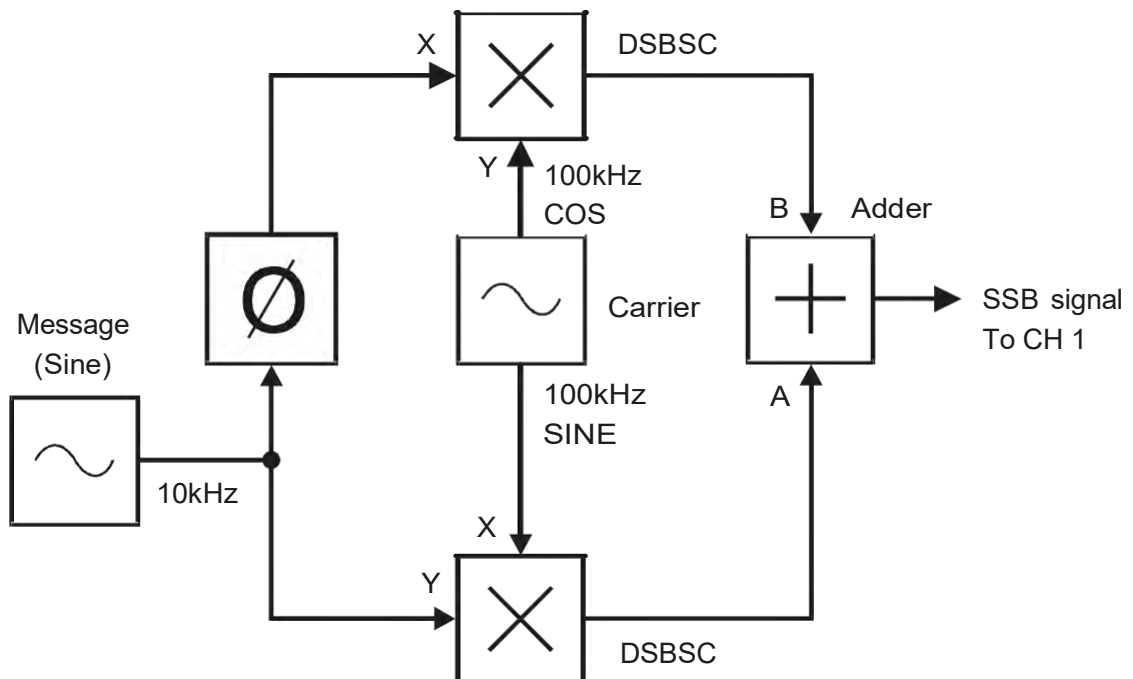 X
DSBSC
Y
100kHz
COS
B
Adder
Ø
Carrier
SSB signal
To CH 1
Message
(Sine)
100kHz
SINE
A
10kHz
X
Y
DSBSC